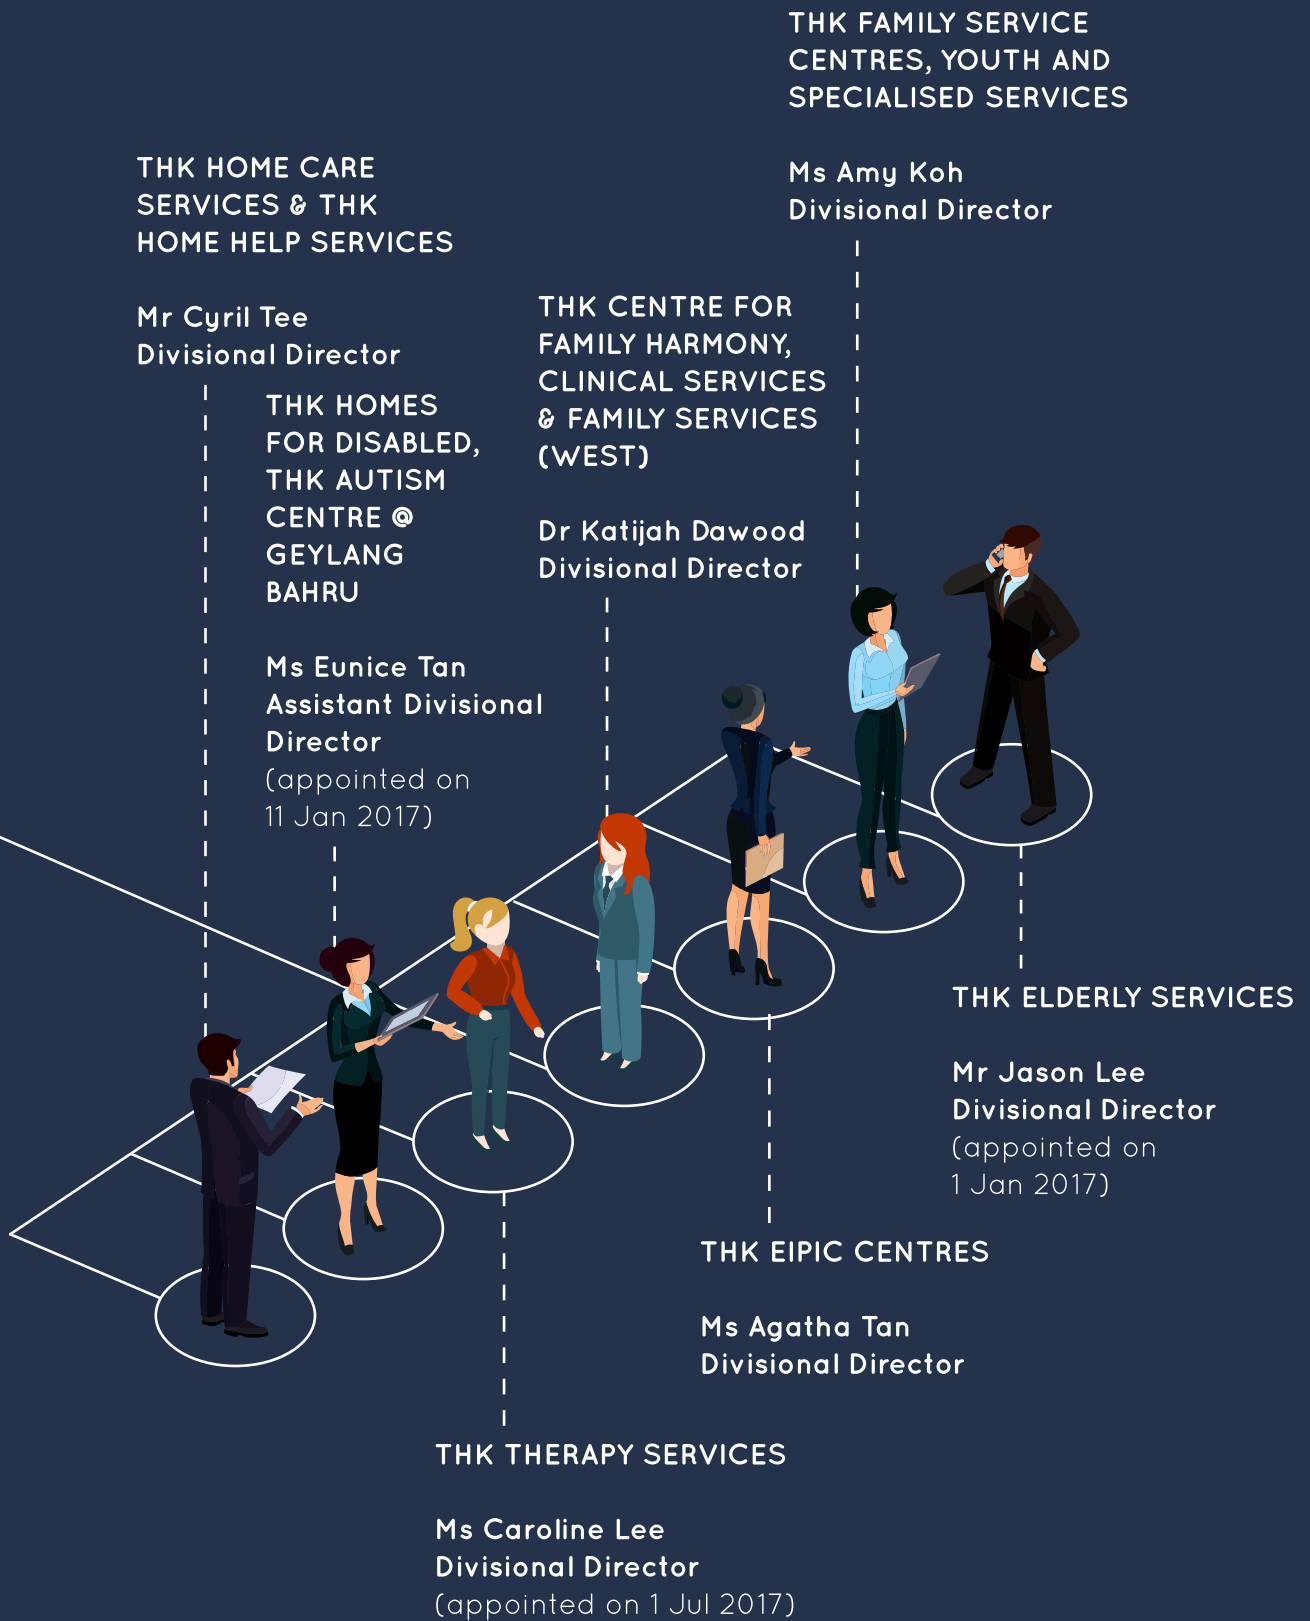 THK FAMILY SERVICE
CENTRES, YOUTH AND
SPECIALISED SERVICES
Ms Amy Koh
Divisional Director
THK HOME CARE
SERVICES & THK
HOME HELP SERVICES
Mr Cyril Tee
Divisional Director
THK CENTRE FOR
FAMILY HARMONY,
CLINICAL SERVICES
& FAMILY SERVICES
(WEST)
Dr Katijah Dawood
Divisional Director
THK HOMES
FOR DISABLED,
THK AUTISM
CENTRE @
GEYLANG
BAHRU
Ms Eunice Tan
Assistant Divisional
Director
(appointed on
11 Jan 2017)
THK ELDERLY SERVICES
Mr Jason Lee
Divisional Director
(appointed on
1 Jan 2017)
THK EIPIC CENTRES
Ms Agatha Tan
Divisional Director
THK THERAPY SERVICES
Ms Caroline Lee
Divisional Director
(appointed on 1 Jul 2017)